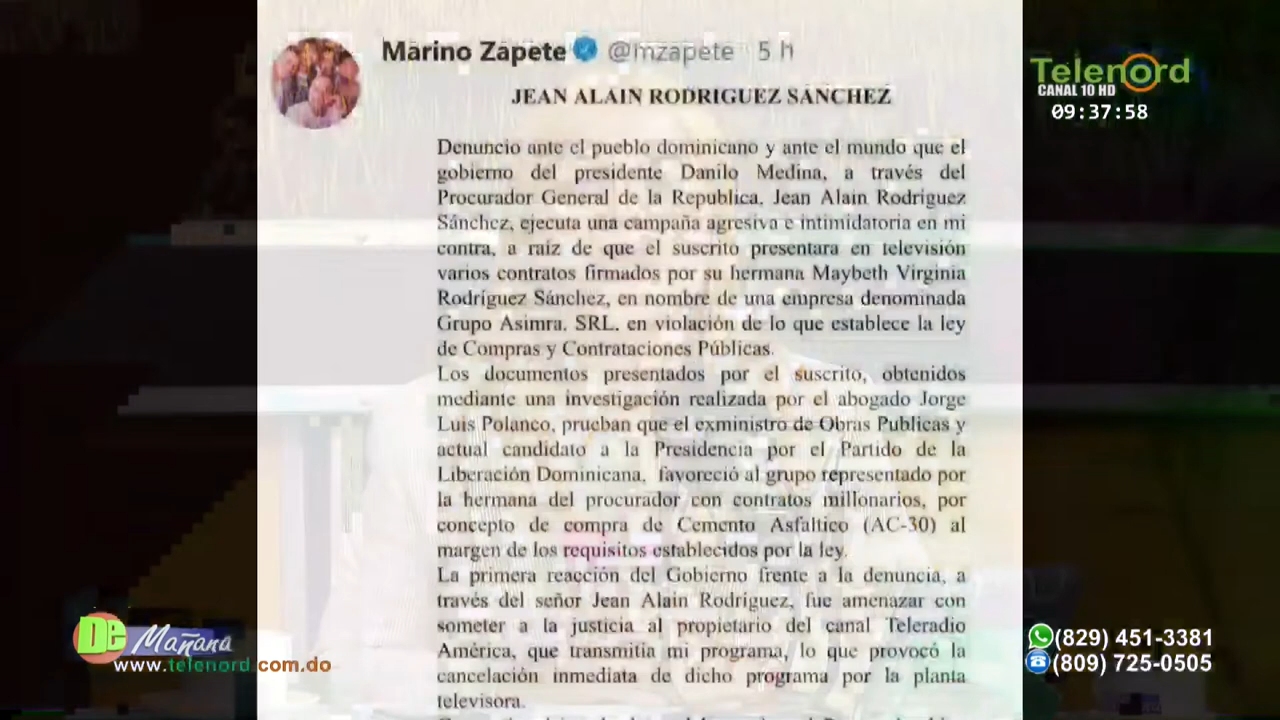 Marino Zapete @mzapete 5 h
Telenord
CANAL 10 HD
09:37:58
JEAN ALAIN RODRIGUEZ SÁNCHEZ
Denuncio ante el pueblo dominicano y ante el mundo que el
gobierno del presidente Danilo Medina, a través del
Procurador General de la Republica, Jean Alain Rodríguez
Sánchez, ejecuta una campaña agresiva e intimidatoria en mi
contra, a raíz de que el suscrito presentara en televisión
varios contratos firmados por su hermana Maybeth Virginia
Rodríguez Sánchez, en nombre de una empresa denominada
Grupo Asimra, SRL, en violación de lo que establece la ley
de Compras y Contrataciones Públicas.
Los documentos presentados por el suscrito, obtenidos
mediante una investigación realizada por el abogado Jorge
Luis Polanco, prueban que el exministro de Obras Publicas y
actual candidato a la Presidencia por el Partido de la
Liberación Dominicana, favoreció al grupo representado por
la hermana del procurador con contratos millonarios, por
concepto de compra de Cemento Asfaltico (AC-30) al
margen de los requisitos establecidos por la ley.
La primera reacción del Gobierno frente a la denuncia, a
través del señor Jean Alain Rodríguez, fue amenazar con
someter a la justicia al propietario del canal Teleradio
América, que transmitía mi programa, lo que provocó la
cancelación inmediata de dicho programa por la planta
televisora.
De Mañana
www.telenord.com.do
(829) 451-3381
(809) 725-0505